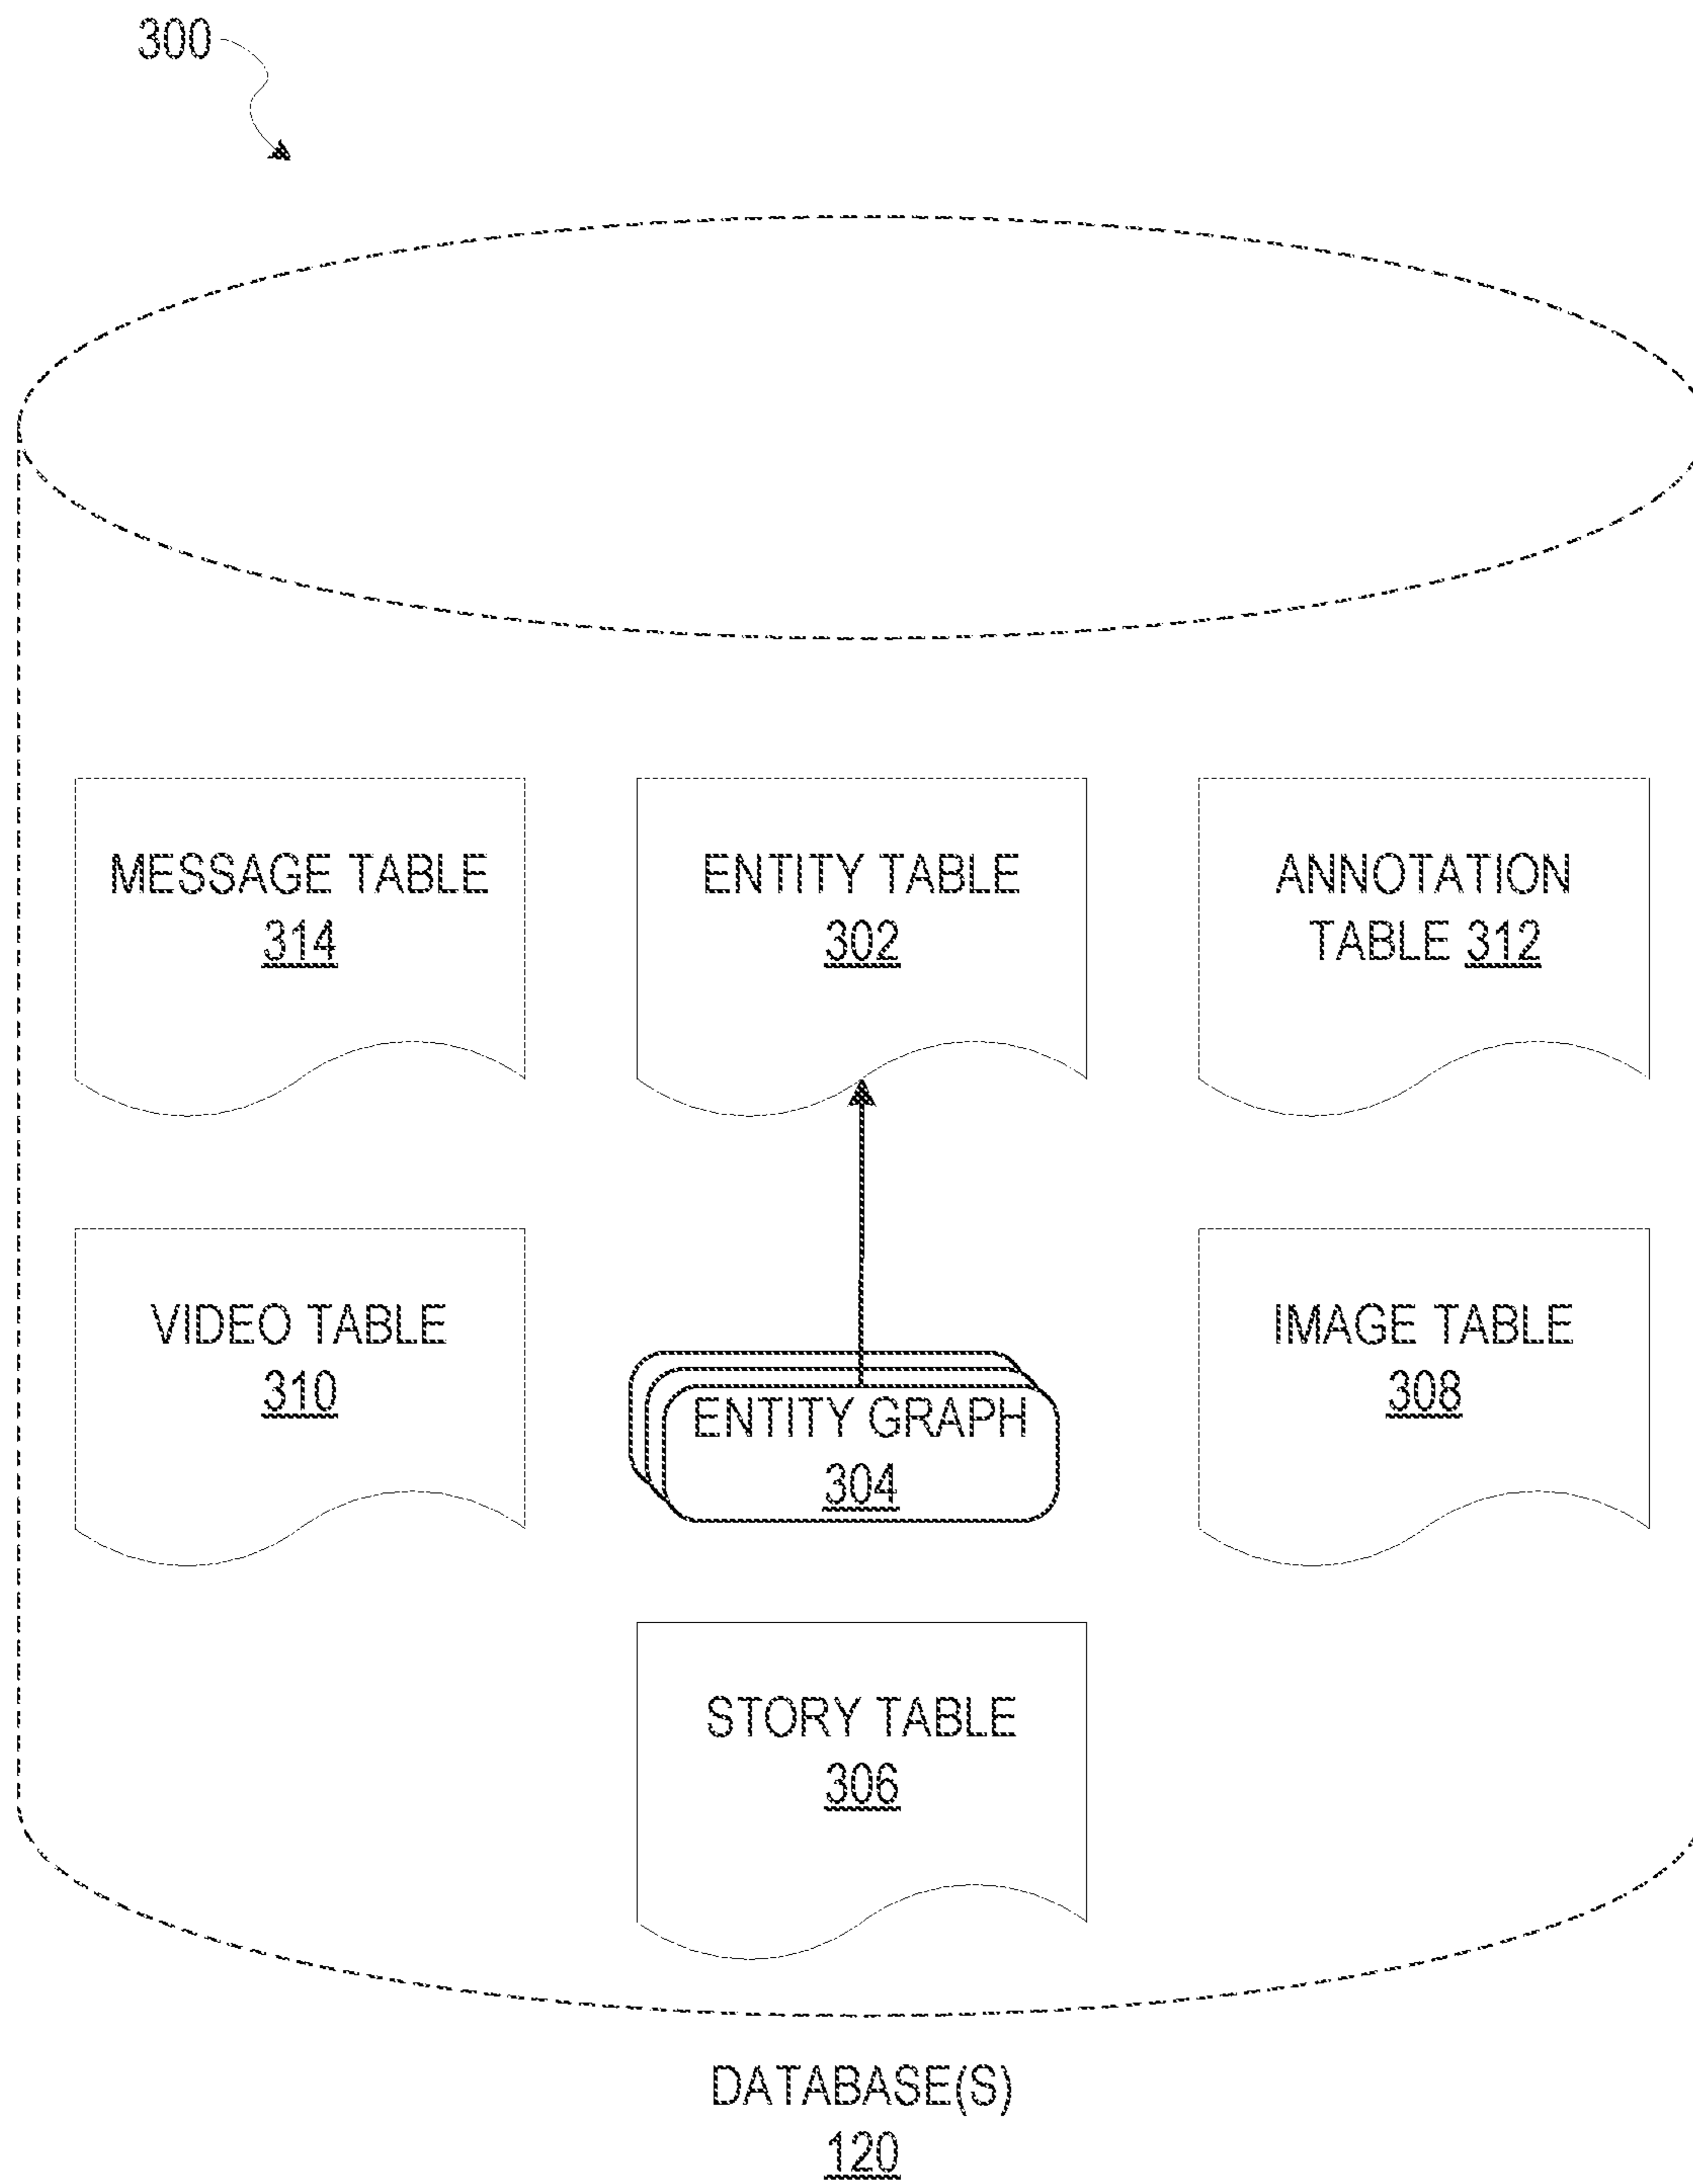 300
MESSAGE TABLE
314
ENTITY TABLE
302
ANNOTATION
TABLE 312
VIDEO TABLE
310
ENTITY GRAPH
304
IMAGE TABLE
308
STORY TABLE
306
DATABASE(S)
120